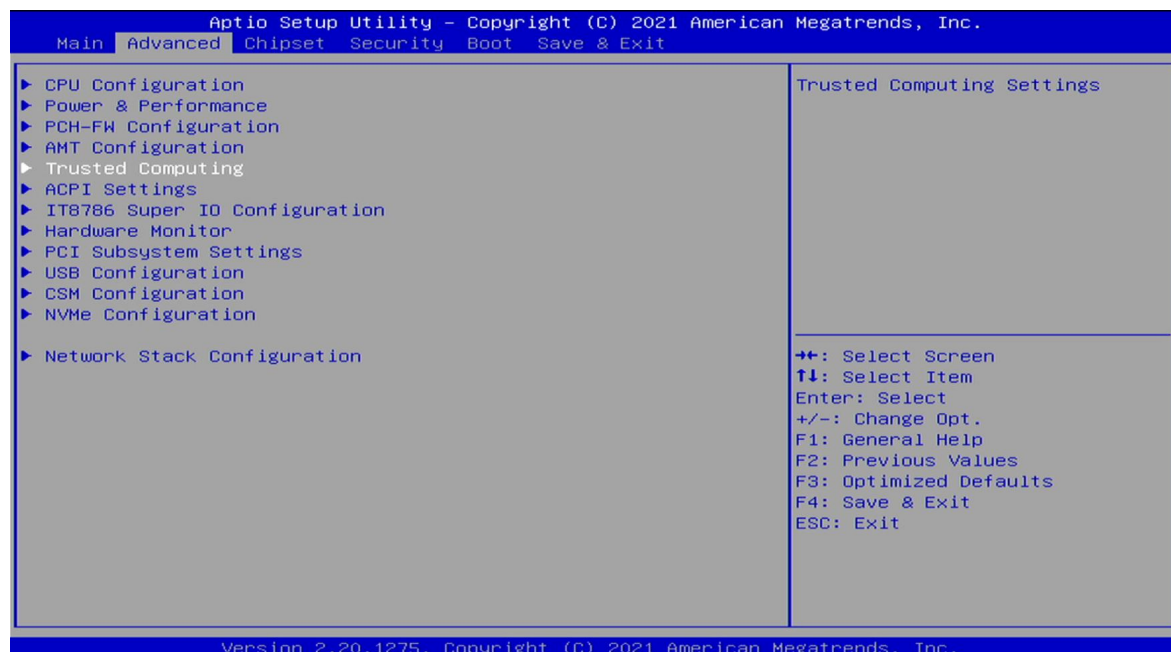 Aptio Setup Utility – Copyright (C) 2021 American Megatrends, Inc.
Main Advanced Chipset Security Boot Save & Exit
▶ CPU Configuration
▶ Power & Performance
▶ PCH-FW Configuration
▶ AMT Configuration
▶ Trusted Computing
▶ ACPI Settings
▶ IT8786 Super IO Configuration
▶ Hardware Monitor
▶ PCI Subsystem Settings
▶ USB Configuration
▶ CSM Configuration
▶ NVMe Configuration
▶ Network Stack Configuration
Trusted Computing Settings
→←: Select Screen
↑↓: Select Item
Enter: Select
+/-: Change Opt.
F1: General Help
F2: Previous Values
F3: Optimized Defaults
F4: Save & Exit
ESC: Exit
Version 2.20.1275. Copyright (C) 2021 American Megatrends, Inc.